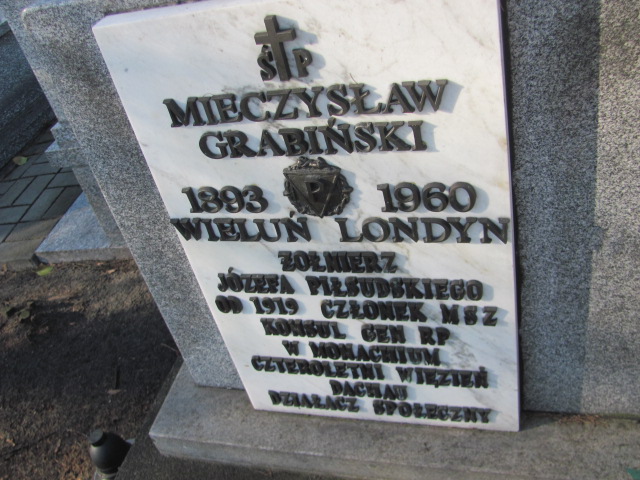 Ś P
MIECZYSŁAW
GRABIŃSKI
1893 P 1960
WIELUŃ LONDYN
ŻOŁNIERZ
JÓZEFA PIŁSUDSKIEGO
OD 1919 CZŁONEK MSZ
KONSUL GEN RP
W MONACHIUM
CZTEROLETNI WIĘZIEŃ
DACHAU
DZIAŁACZ SPOŁECZNY